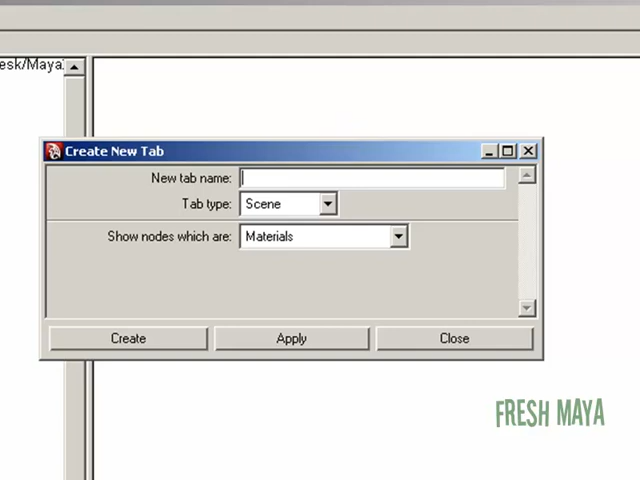 esk/Maya
Create New Tab
New tab name:
Tab type: Scene
Show nodes which are: Materials
Create Apply Close
FRESH MAYA